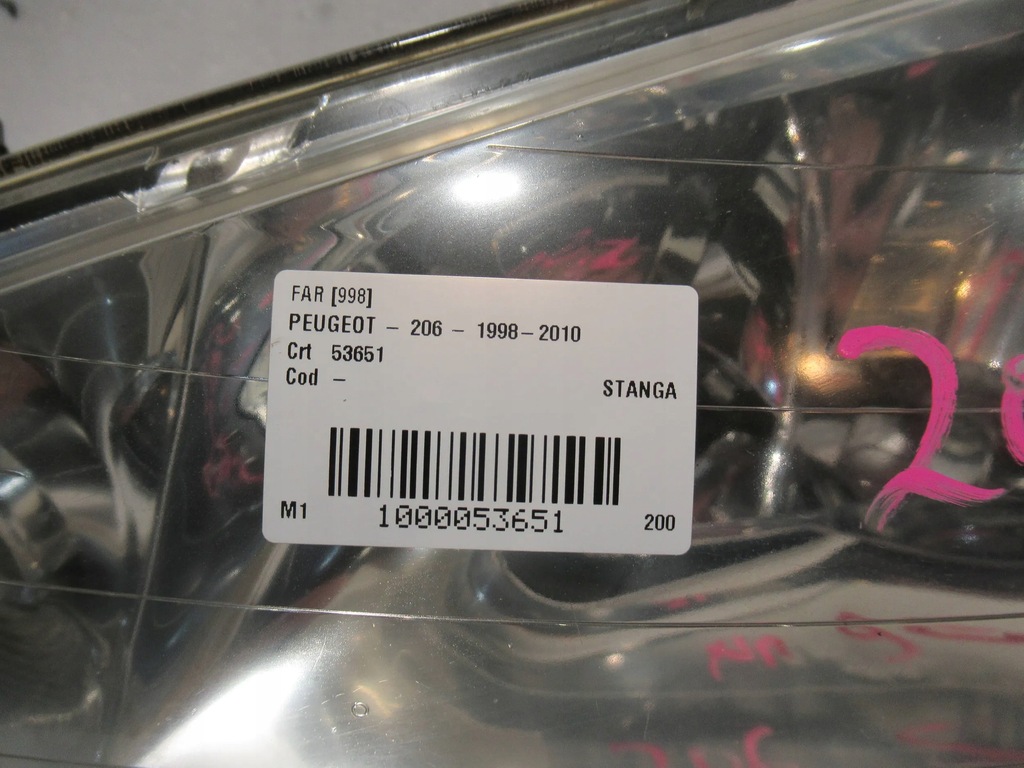 FAR [998]
PEUGEOT - 206 - 1998-2010
Crt 53651
Cod -
STANGA
M1
1000053651
200